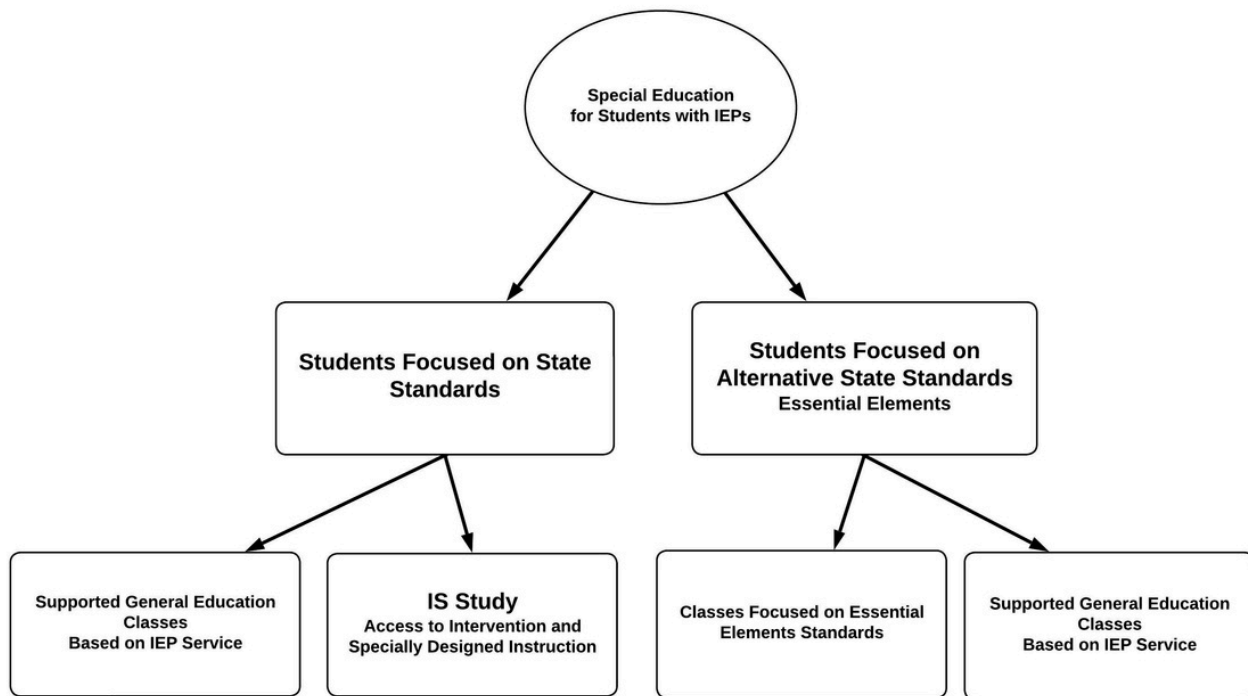 Special Education
for Students with IEPs
Students Focused on State
Standards
Students Focused on
Alternative State Standards
Essential Elements
Supported General Education
Classes
Based on IEP Service
IS Study
Access to Intervention and
Specially Designed Instruction
Classes Focused on Essential
Elements Standards
Supported General Education
Classes
Based on IEP Service